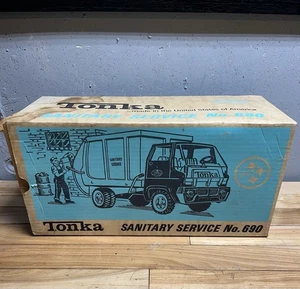 Tonka
Made in the United States of America
SANITARY SERVICE No. 690
TONKA
Tonka SANITARY SERVICE No. 690